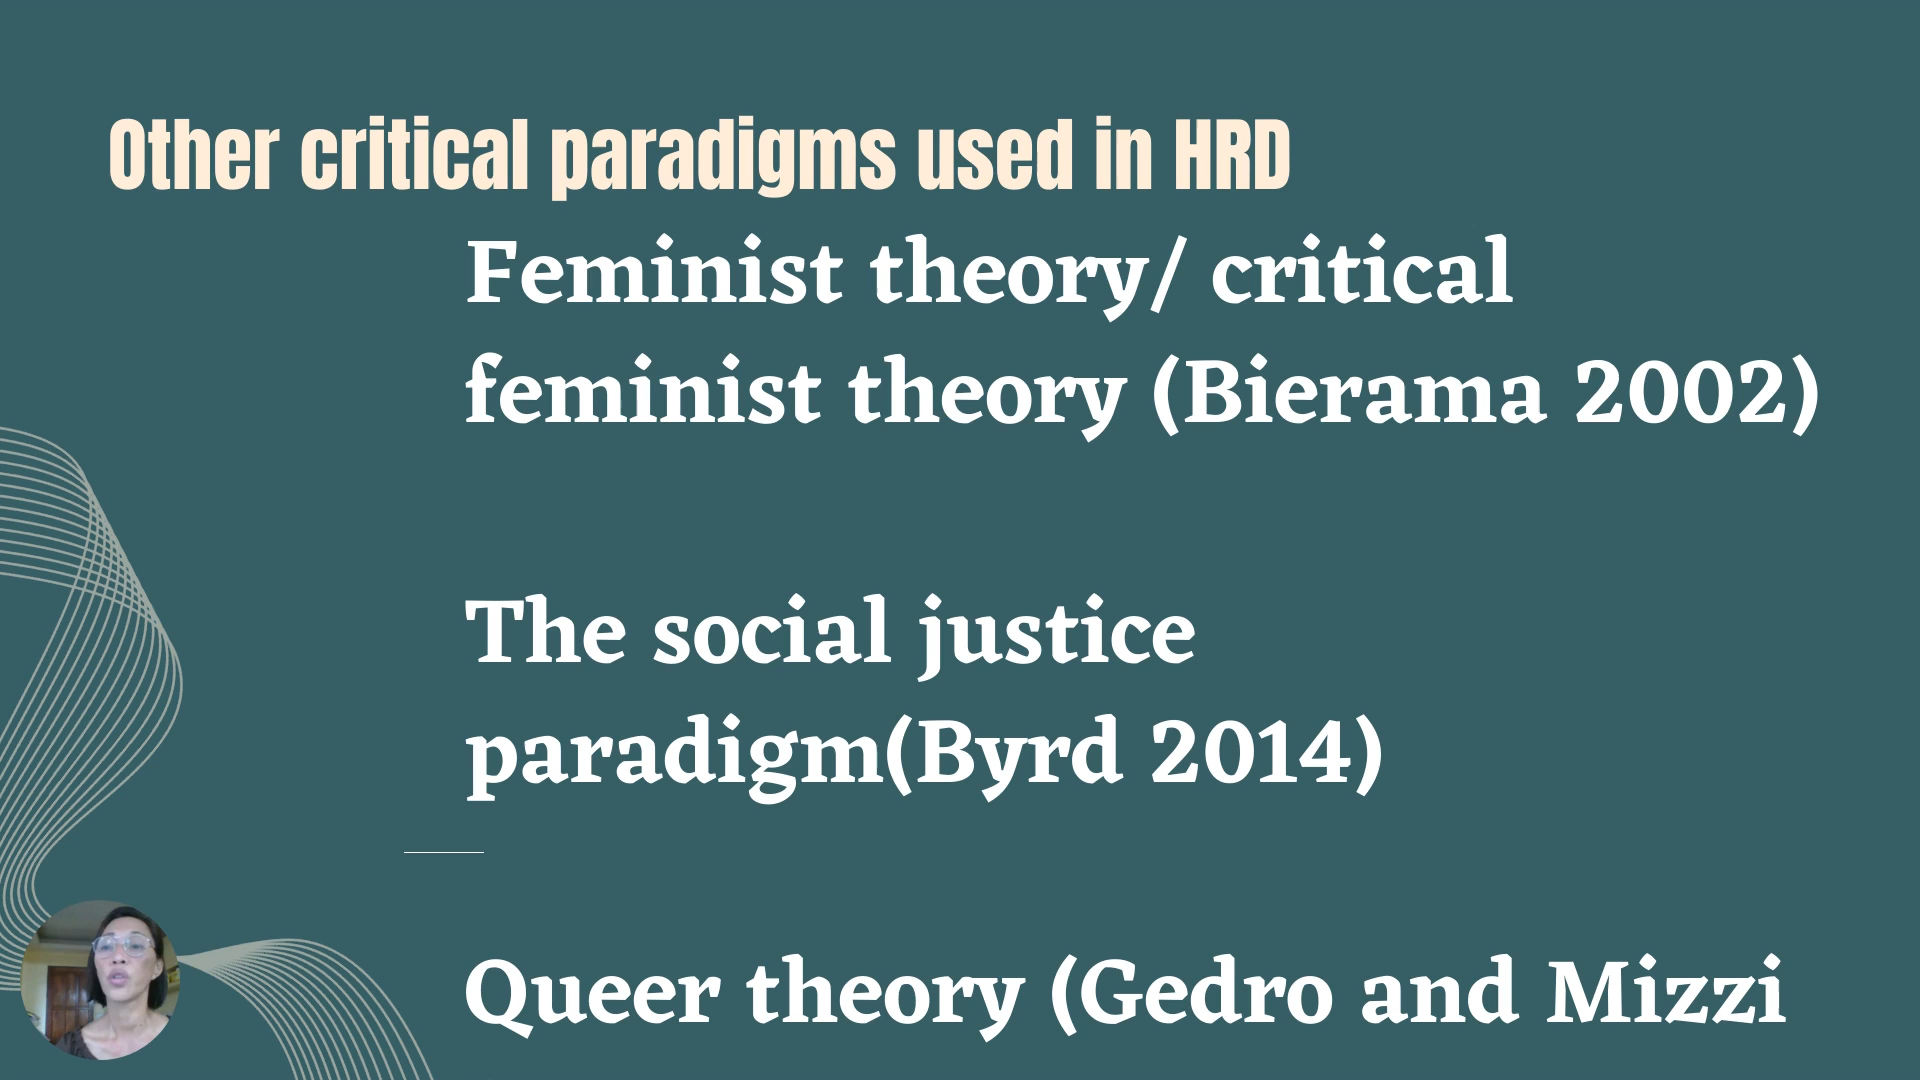 Other critical paradigms used in HRD
Feminist theory/ critical
feminist theory (Bierama 2002)
The social justice
paradigm(Byrd 2014)
Queer theory (Gedro and Mizzi